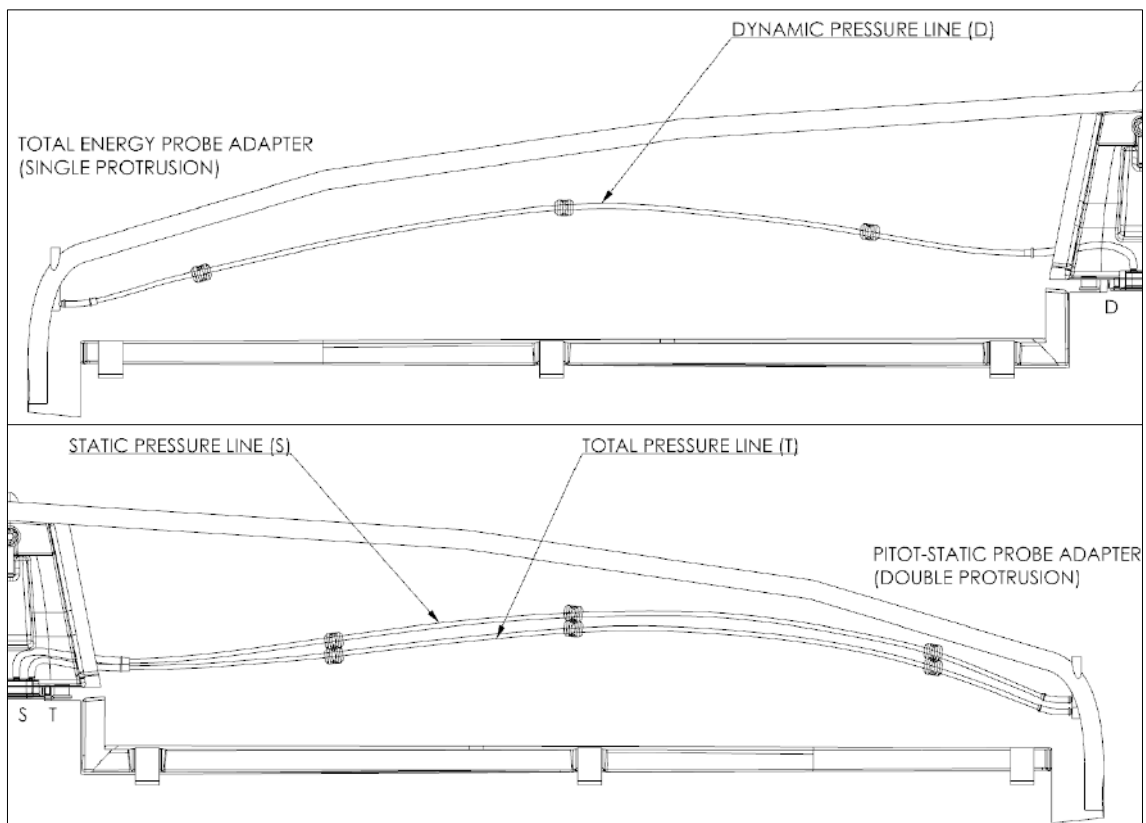 DYNAMIC PRESSURE LINE (D)
TOTAL ENERGY PROBE ADAPTER
(SINGLE PROTRUSION)
D
STATIC PRESSURE LINE (S)
TOTAL PRESSURE LINE (T)
PITOT-STATIC PROBE ADAPTER
(DOUBLE PROTRUSION)
S T